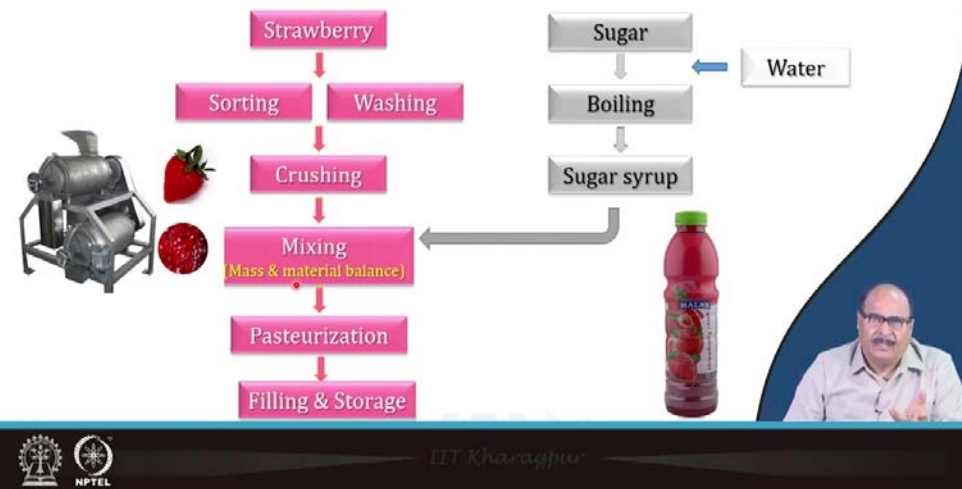 Strawberry
Sorting
Washing
Crushing
Mixing
(Mass & material balance)
Pasteurization
Filling & Storage
Sugar
Water
Boiling
Sugar syrup
MALAS
NPTEL
IIT Kharagpur